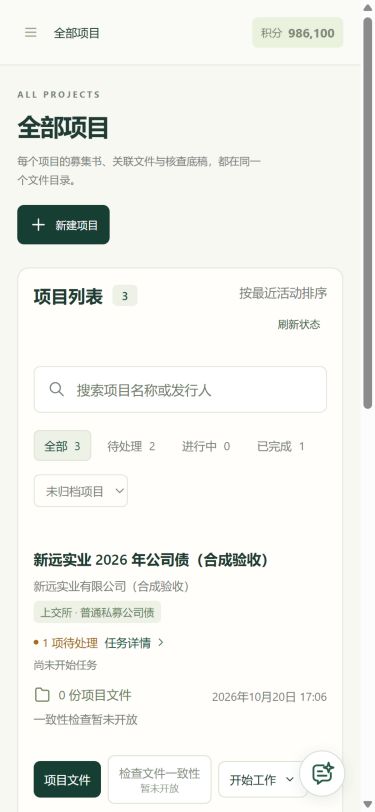 全部项目
积分 986,100
ALL PROJECTS
全部项目
每个项目的募集书、关联文件与核查底稿，都在同一
个文件目录。
新建项目
项目列表 3
按最近活动排序
刷新状态
搜索项目名称或发行人
全部 3 待处理 2 进行中 0 已完成 1
未归档项目
新远实业 2026 年公司债（合成验收）
新远实业有限公司（合成验收）
上交所 · 普通私募公司债
1 项待处理 任务详情
尚未开始任务
0 份项目文件
2026年10月20日 17:06
一致性检查暂未开放
项目文件
检查文件一致性
暂未开放
开始工作